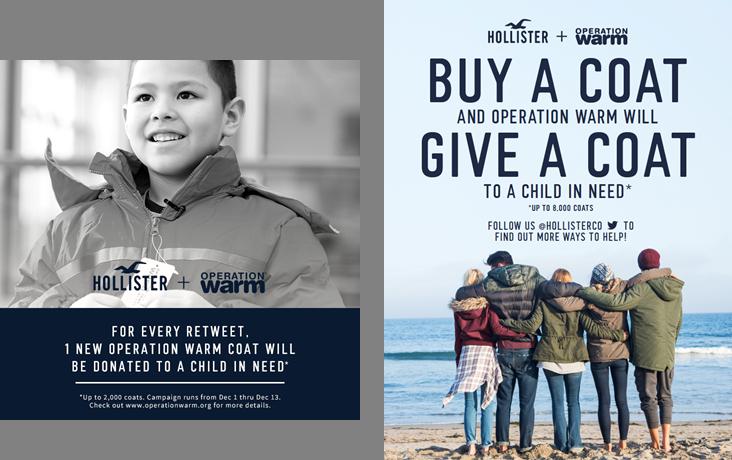 HOLLISTER + OPERATION warm
FOR EVERY RETWEET,
1 NEW OPERATION WARM COAT WILL
BE DONATED TO A CHILD IN NEED*
*Up to 2,000 coats. Campaign runs from Dec 1 thru Dec 13.
Check out www.operationwarm.org for more details.
HOLLISTER + OPERATION warm
BUY A COAT
AND OPERATION WARM WILL
GIVE A COAT
TO A CHILD IN NEED*
*UP TO 8,000 COATS
FOLLOW US @HOLLISTERCO TO
FIND OUT MORE WAYS TO HELP!